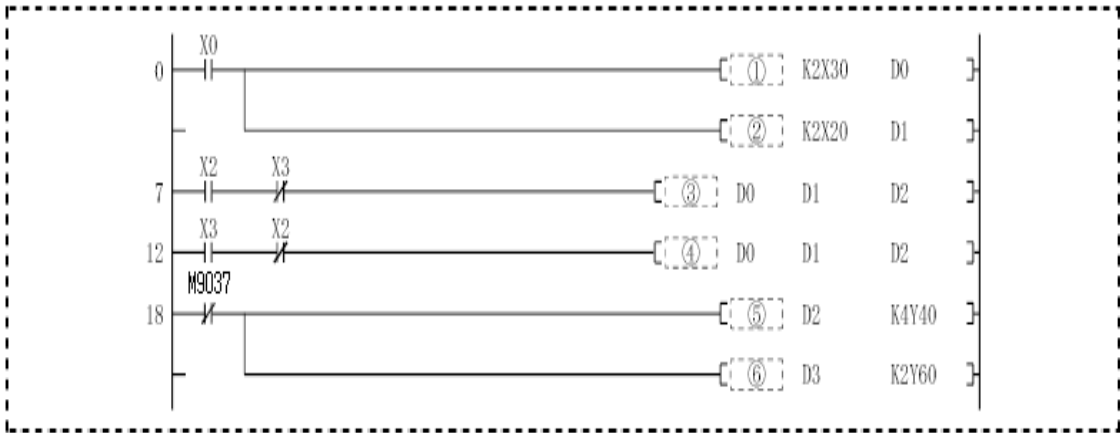 X0
0 ① K2X30 D0
② K2X20 D1
X2 X3
7 ③ D0 D1 D2
X3 X2
12 ④ D0 D1 D2
M9037
18 ⑤ D2 K4Y40
⑥ D3 K2Y60